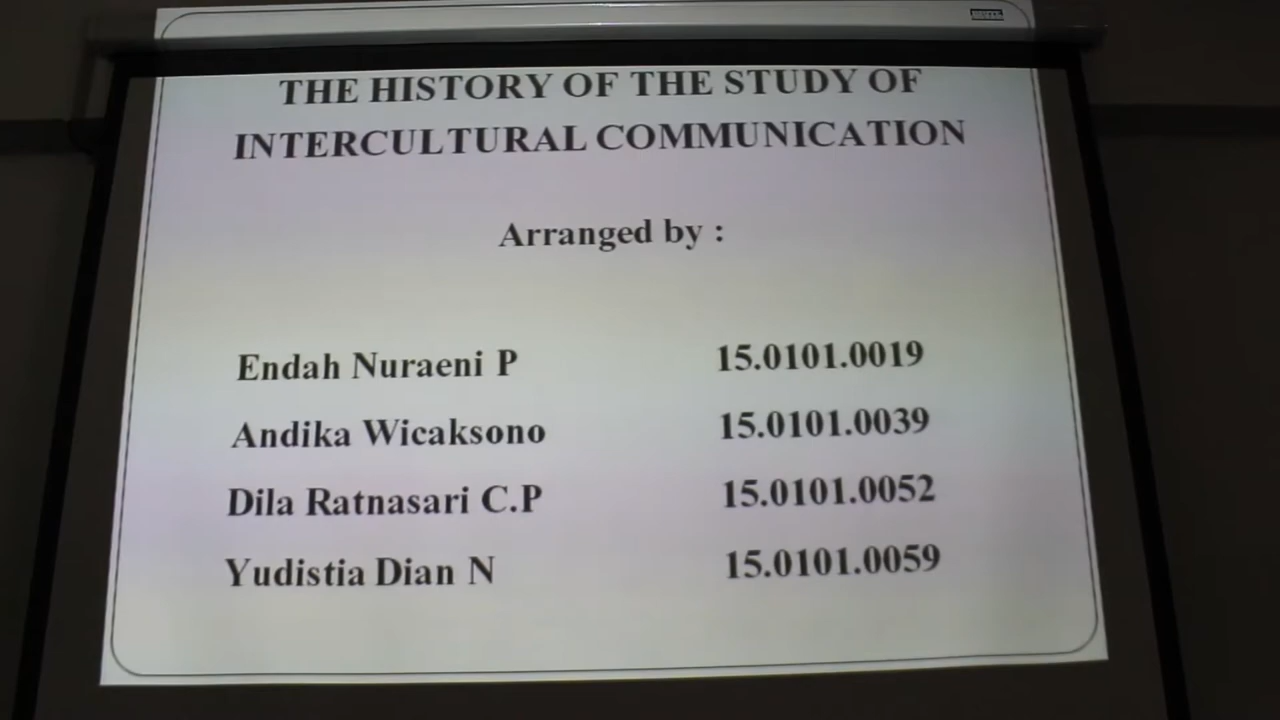 THE HISTORY OF THE STUDY OF
INTERCULTURAL COMMUNICATION
Arranged by :
Endah Nuraeni P 15.0101.0019
Andika Wicaksono 15.0101.0039
Dila Ratnasari C.P 15.0101.0052
Yudistia Dian N 15.0101.0059